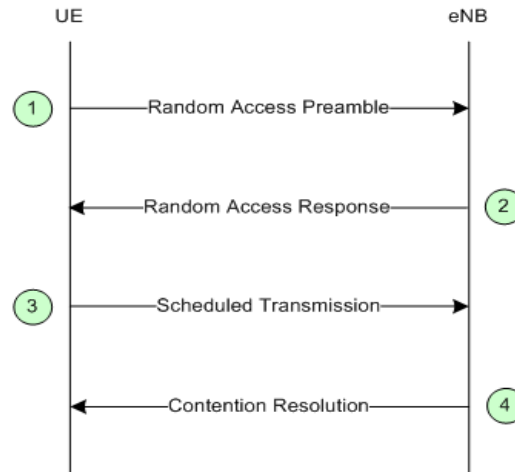 UE
eNB
1
Random Access Preamble
Random Access Response
2
3
Scheduled Transmission
Contention Resolution
4